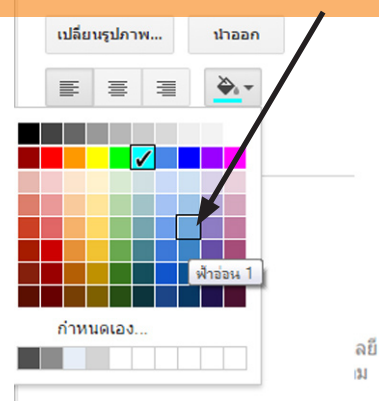 เปลี่ยนรูปภาพ... นำออก
ฟ้าอ่อน 1
กำหนดเอง...
ลยี
าม